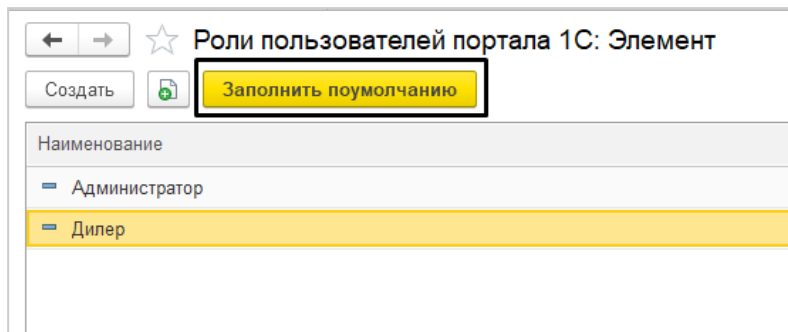 Роли пользователей портала 1С: Элемент
Создать Заполнить поумолчанию
Наименование
Администратор
Дилер